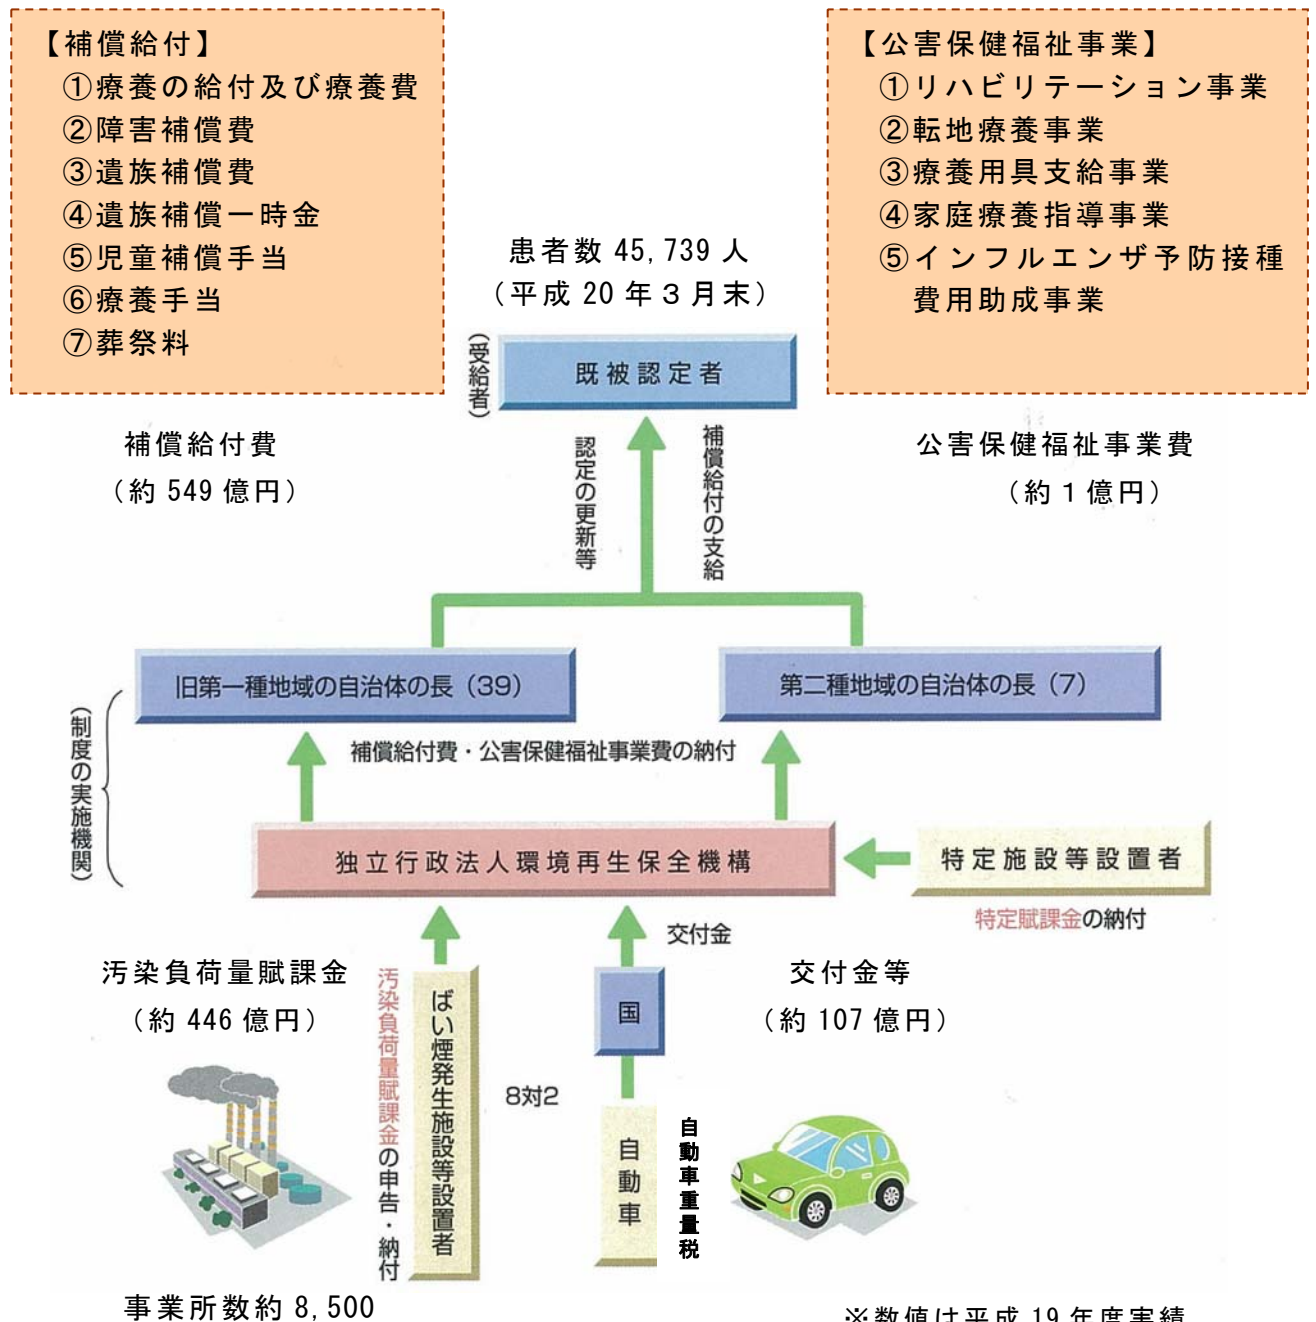 【補償給付】
①療養の給付及び療養費
②障害補償費
③遺族補償費
④遺族補償一時金
⑤児童補償手当
⑥療養手当
⑦葬祭料
【公害保健福祉事業】
①リハビリテーション事業
②転地療養事業
③療養用具支給事業
④家庭療養指導事業
⑤インフルエンザ予防接種
費用助成事業
患者数 45,739 人
（平成 20 年 3 月末）
（受給者）
既被認定者
補償給付費
（約 549 億円）
認定の更新等
補償給付の支給
公害保健福祉事業費
（約 1 億円）
旧第一種地域の自治体の長（39）
第二種地域の自治体の長（7）
（制度の実施機関）
補償給付費・公害保健福祉事業費の納付
独立行政法人環境再生保全機構
特定施設等設置者
特定賦課金の納付
交付金
汚染負荷量賦課金
（約 446 億円）
汚染負荷量賦課金の申告・納付
ばい煙発生施設等設置者
8対2
国
交付金等
（約 107 億円）
自動車
自動車重量税
事業所数約 8,500
※数値は平成 19 年度実績